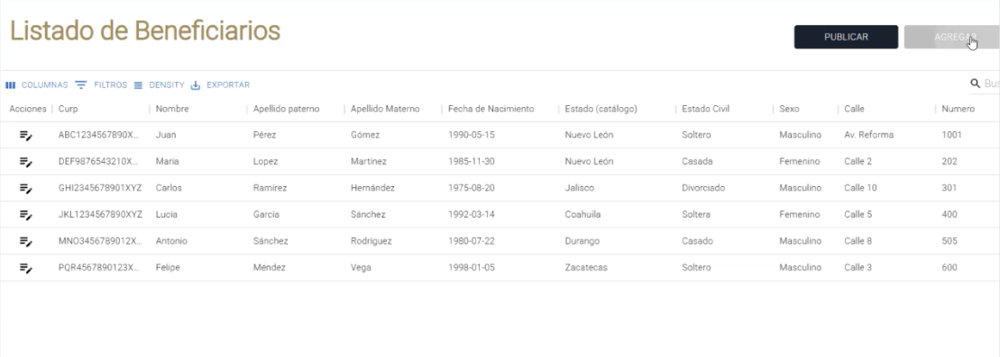 Listado de Beneficiarios
PUBLICAR AGREGAR
COLUMNAS FILTROS DENSITY EXPORTAR Bus
Acciones Curp Nombre Apellido paterno Apellido Materno Fecha de Nacimiento Estado (catálogo) Estado Civil Sexo Calle Numero
ABC1234567890X... Juan Pérez Gómez 1990-05-15 Nuevo León Soltero Masculino Av. Reforma 1001
DEF9876543210X... Maria Lopez Martinez 1985-11-30 Nuevo León Casada Femenino Calle 2 202
GHI2345678901XYZ Carlos Ramírez Hernández 1975-08-20 Jalisco Divorciado Masculino Calle 10 301
JKL1234567890XYZ Lucía García Sánchez 1992-03-14 Coahuila Soltera Femenino Calle 5 400
MNO3456789012X... Antonio Sánchez Rodríguez 1980-07-22 Durango Casado Masculino Calle 8 505
PQR4567890123X... Felipe Méndez Vega 1998-01-05 Zacatecas Soltero Masculino Calle 3 600